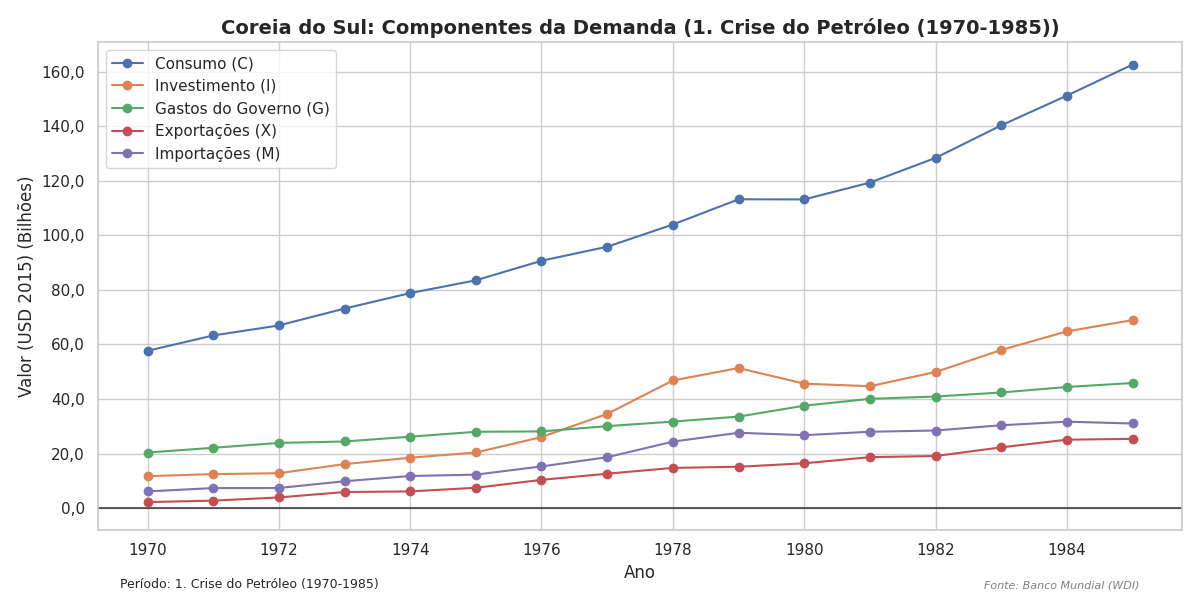 Coreia do Sul: Componentes da Demanda (1. Crise do Petróleo (1970-1985))
Consumo (C)
Investimento (I)
Gastos do Governo (G)
Exportações (X)
Importações (M)
Valor (USD 2015) (Bilhões)
160,0
140,0
120,0
100,0
80,0
60,0
40,0
20,0
0,0
1970 1972 1974 1976 1978 1980 1982 1984
Ano
Período: 1. Crise do Petróleo (1970-1985)
Fonte: Banco Mundial (WDI)